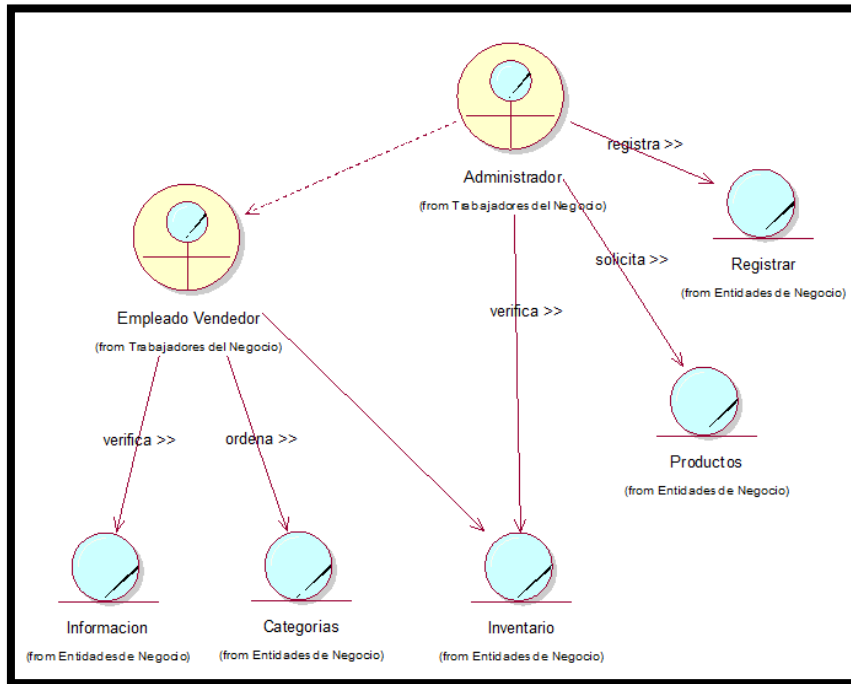 registra >>
Administrador
(from Trabajadores del Negocio)
solicita >>
Registrar
(from Entidades de Negocio)
verifica >>
Empleado Vendedor
(from Trabajadores del Negocio)
verifica >>
ordena >>
Productos
(from Entidades de Negocio)
Informacion
(from Entidades de Negocio)
Categorias
(from Entidades de Negocio)
Inventario
(from Entidades de Negocio)